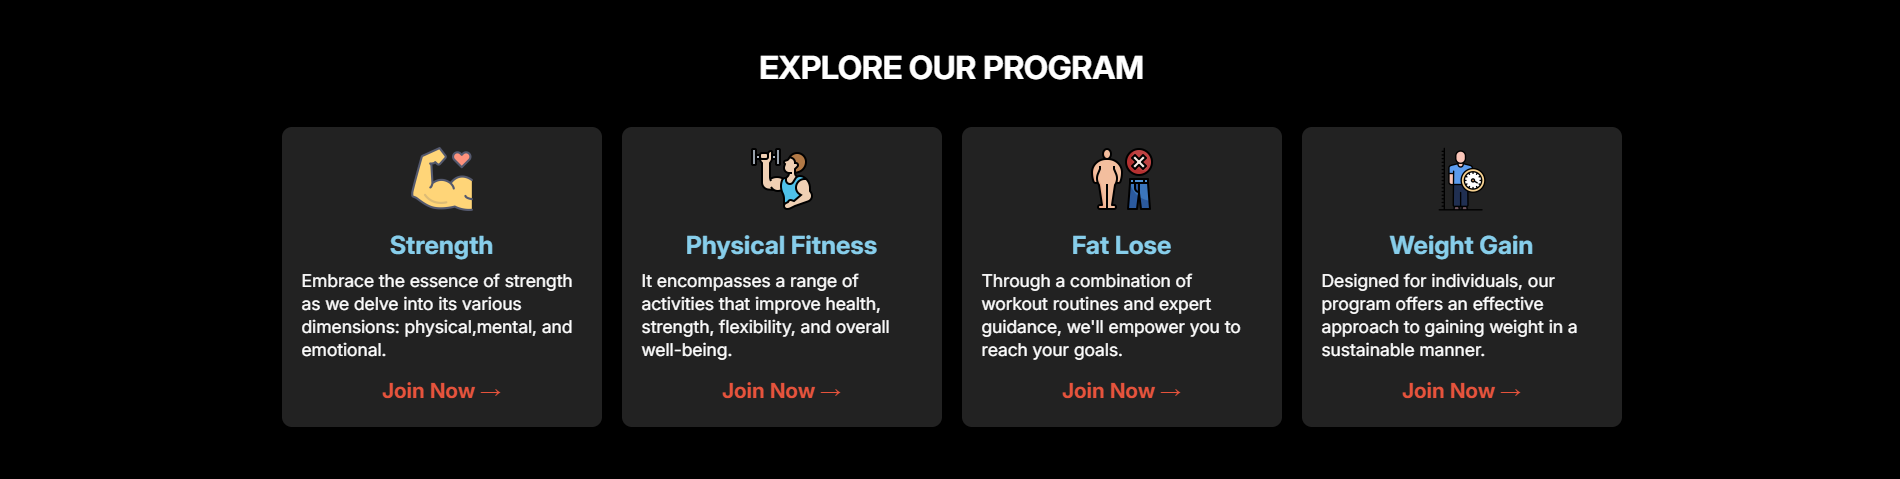 EXPLORE OUR PROGRAM
Strength
Embrace the essence of strength
as we delve into its various
dimensions: physical,mental, and
emotional.
Join Now →
Physical Fitness
It encompasses a range of
activities that improve health,
strength, flexibility, and overall
well-being.
Join Now →
Fat Lose
Through a combination of
workout routines and expert
guidance, we'll empower you to
reach your goals.
Join Now →
Weight Gain
Designed for individuals, our
program offers an effective
approach to gaining weight in a
sustainable manner.
Join Now →